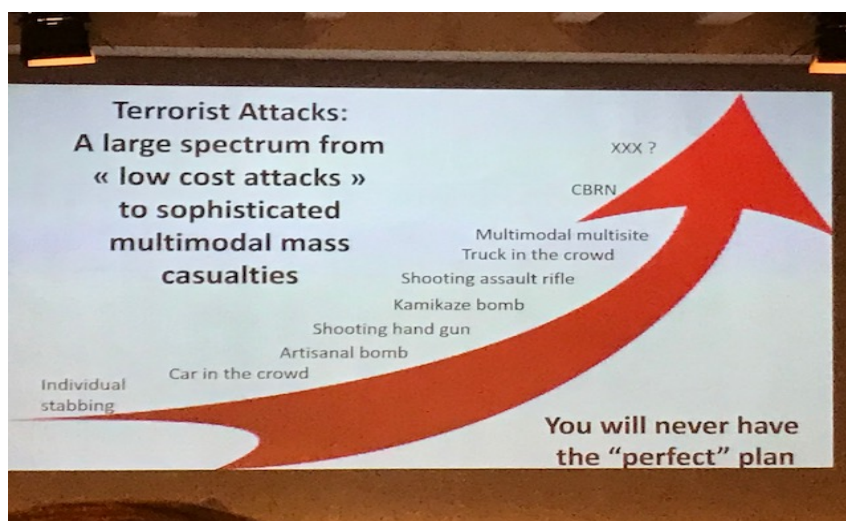 Terrorist Attacks:
A large spectrum from
« low cost attacks »
to sophisticated
multimodal mass
casualties
XXX ?
CBRN
Multimodal multisite
Truck in the crowd
Shooting assault rifle
Kamikaze bomb
Shooting hand gun
Artisanal bomb
Car in the crowd
Individual
stabbing
You will never have
the “perfect” plan